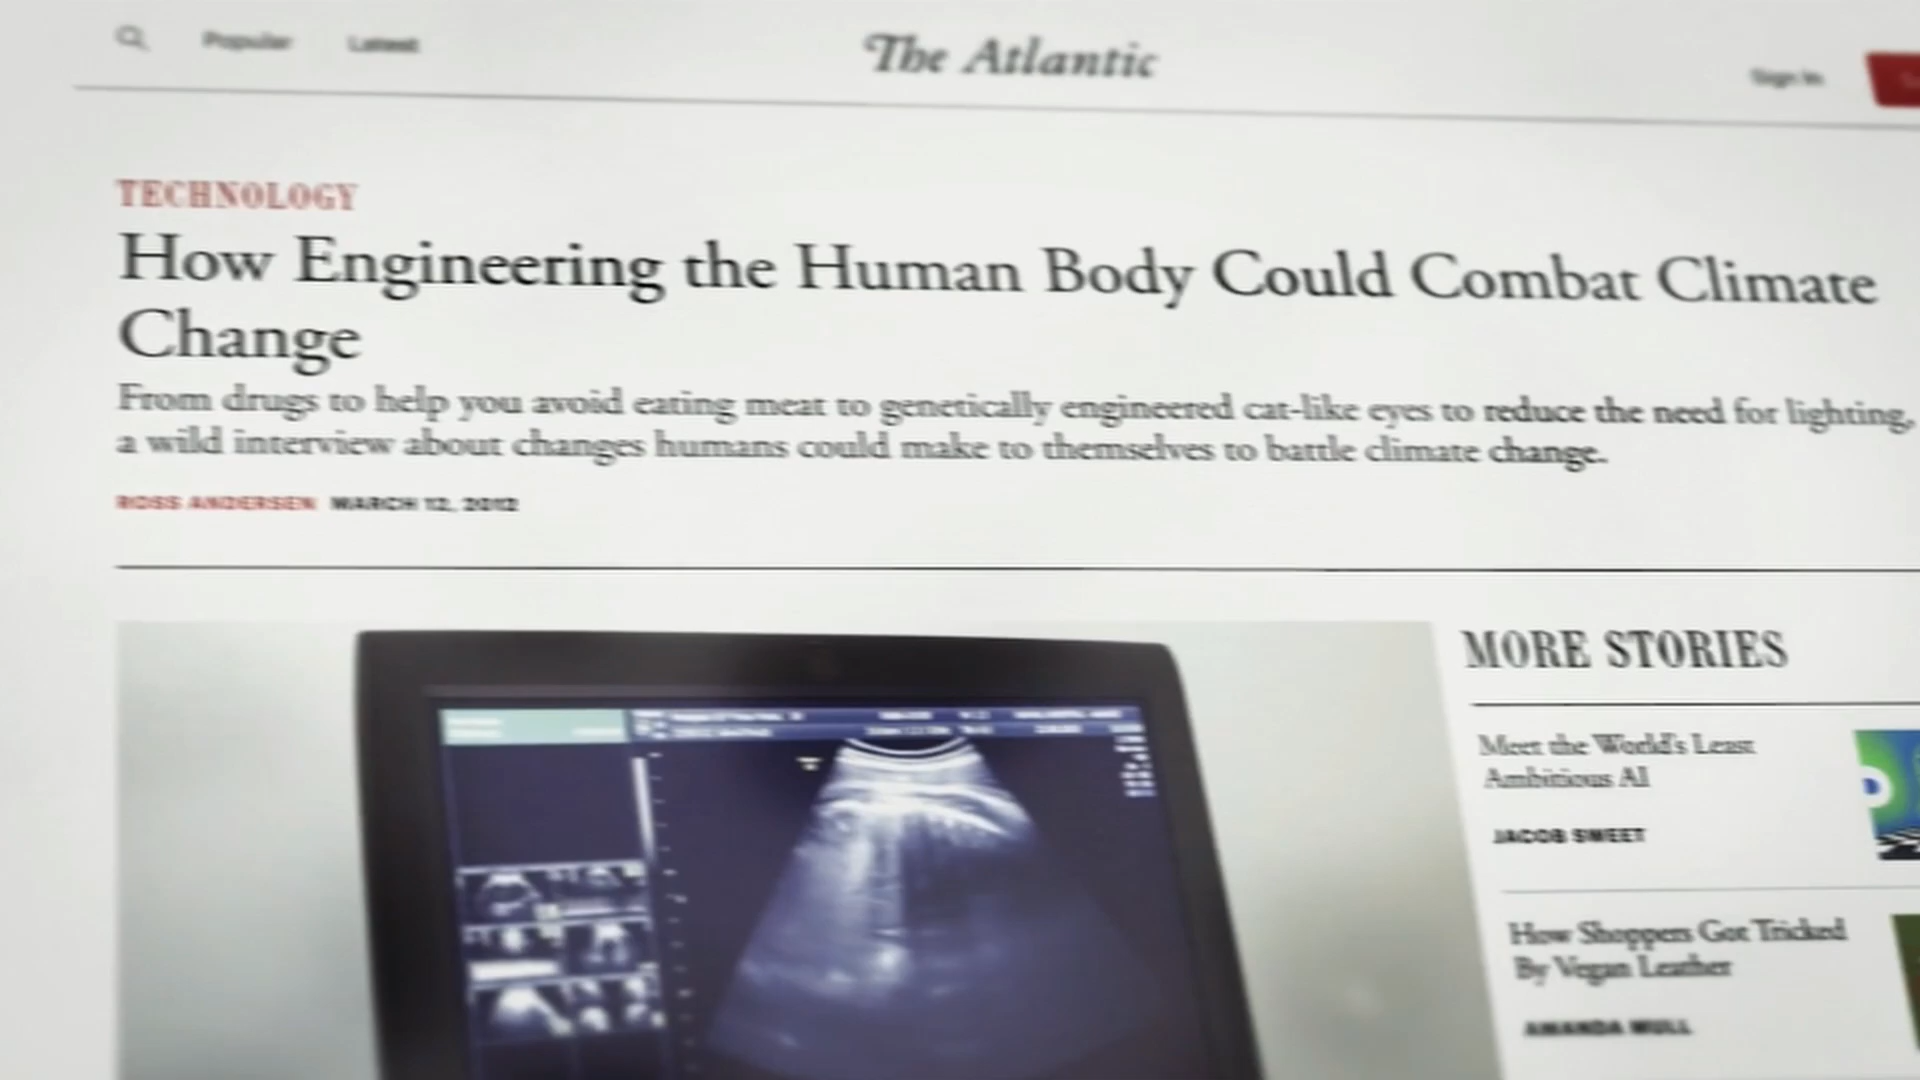 Popular Latest
The Atlantic
Sign In
TECHNOLOGY
How Engineering the Human Body Could Combat Climate
Change
From drugs to help you avoid eating meat to genetically engineered cat-like eyes to reduce the need for lighting,
a wild interview about changes humans could make to themselves to battle climate change.
ROSS ANDERSEN MARCH 12, 2012
MORE STORIES
Meet the World's Least
Ambitious AI
JACOB SWEET
How Shoppers Got Tricked
By Vegan Leather
AMANDA MULL